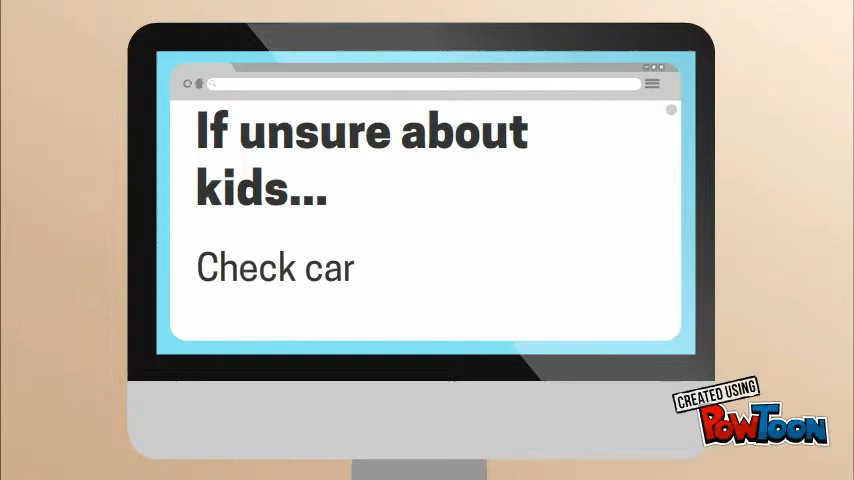 If unsure about
kids...
Check car
CREATED USING
POWTOON